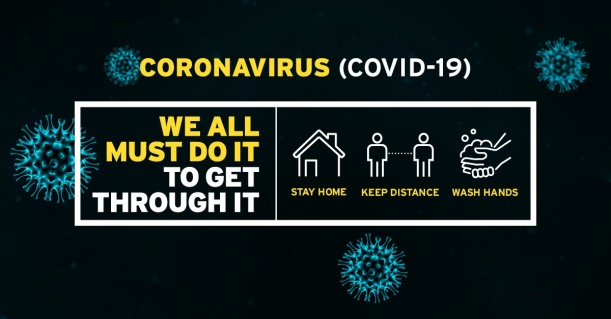 CORONAVIRUS (COVID-19)
WE ALL
MUST DO IT
TO GET
THROUGH IT
STAY HOME
KEEP DISTANCE
WASH HANDS